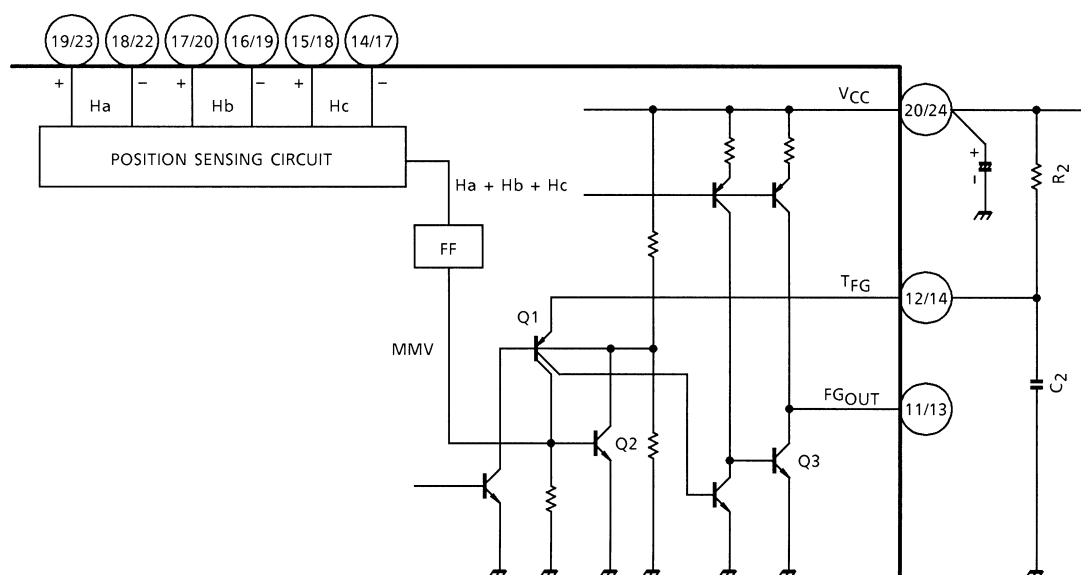 19/23 18/22 17/20 16/19 15/18 14/17
+ − + − + −
Ha Hb Hc
VCC
20/24
POSITION SENSING CIRCUIT
+
-
R2
Ha + Hb + Hc
FF
TFG
12/14
Q1
MMV
C2
FGOUT
11/13
Q2
Q3